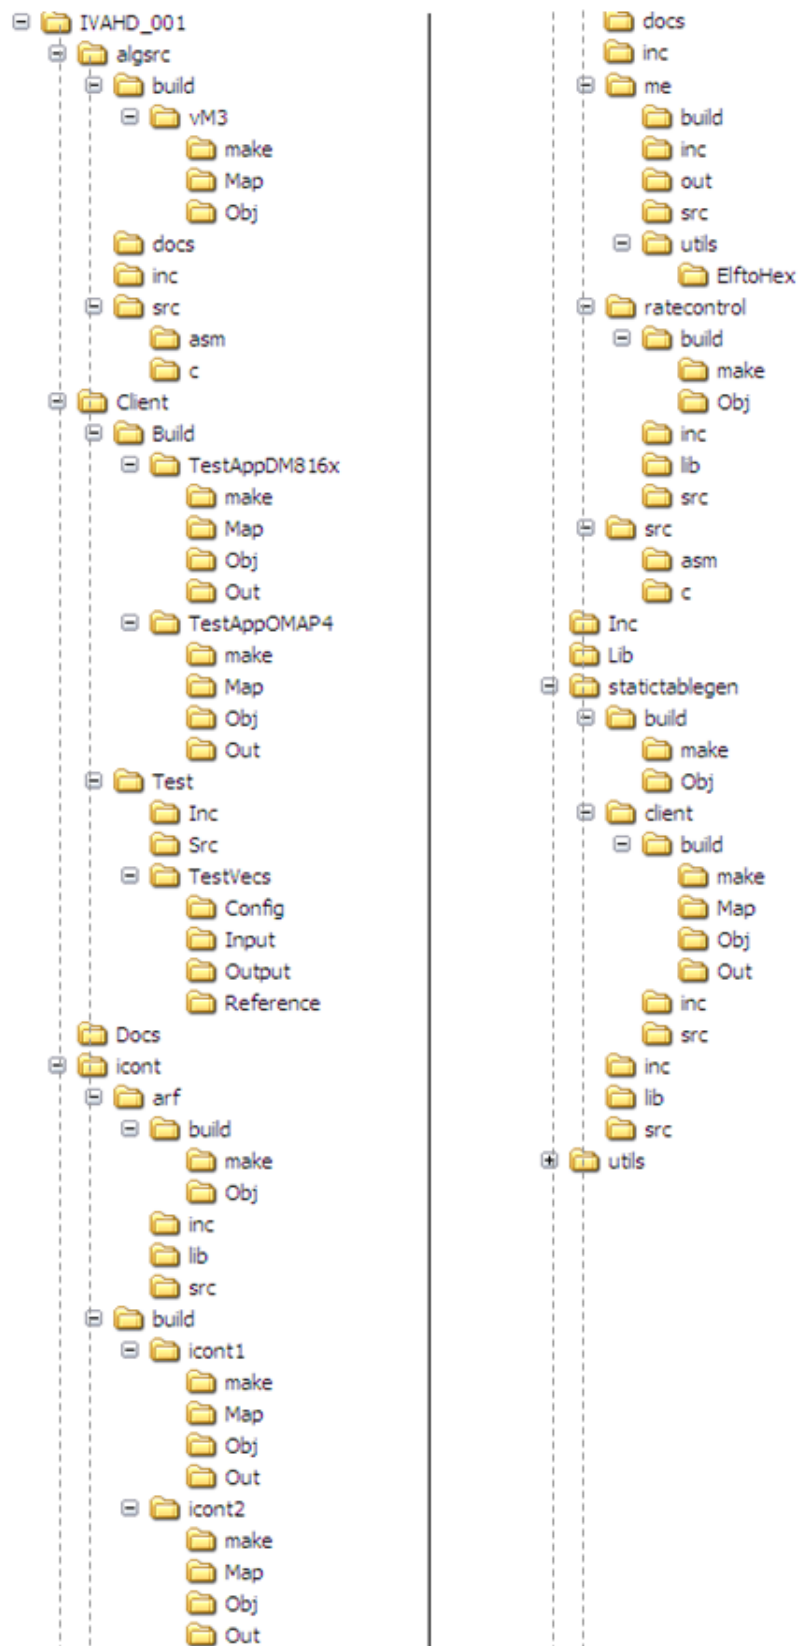 IVAHD_001
algsrc
build
vM3
make
Map
Obj
docs
inc
src
asm
c
Client
Build
TestAppDM816x
make
Map
Obj
Out
TestAppOMAP4
make
Map
Obj
Out
Test
Inc
Src
TestVecs
Config
Input
Output
Reference
Docs
icont
arf
build
make
Obj
inc
lib
src
build
icont1
make
Map
Obj
Out
icont2
make
Map
Obj
Out
docs
inc
me
build
inc
out
src
utils
ElftoHex
ratecontrol
build
make
Obj
inc
lib
src
src
asm
c
Inc
Lib
statictablegen
build
make
Obj
client
build
make
Map
Obj
Out
inc
src
inc
lib
src
utils